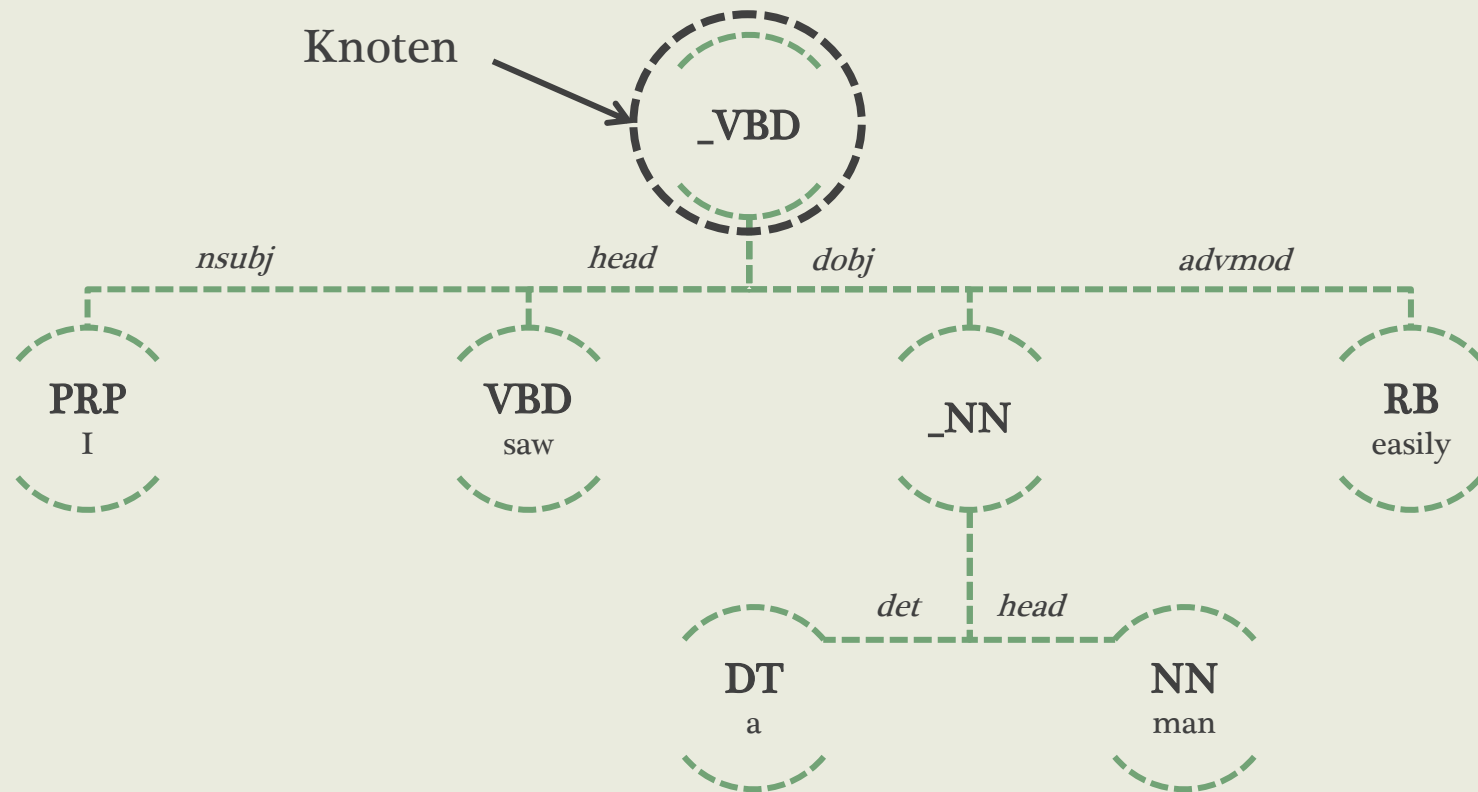 Knoten
_VBD
nsubj head dobj advmod
PRP VBD _NN RB
I saw easily
det head
DT NN
a man